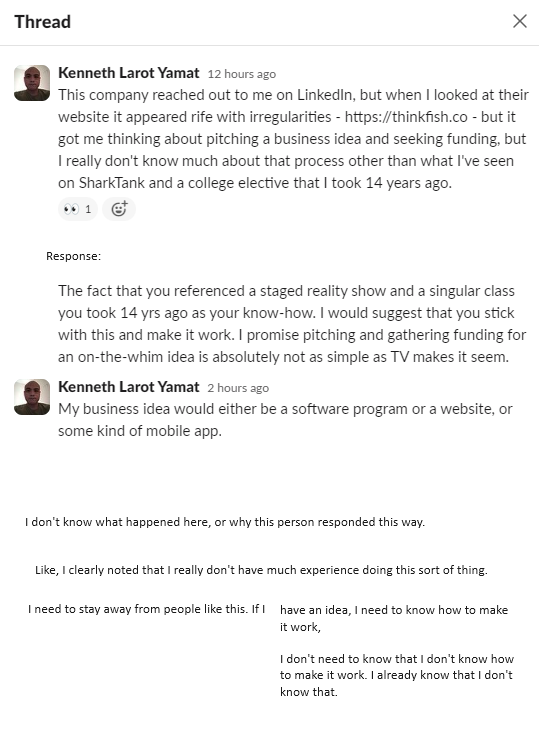 Thread
Kenneth Larot Yamat 12 hours ago
This company reached out to me on LinkedIn, but when I looked at their
website it appeared rife with irregularities - https://thinkfish.co - but it
got me thinking about pitching a business idea and seeking funding, but
I really don't know much about that process other than what I've seen
on SharkTank and a college elective that I took 14 years ago.
1
Response:
The fact that you referenced a staged reality show and a singular class
you took 14 yrs ago as your know-how. I would suggest that you stick
with this and make it work. I promise pitching and gathering funding for
an on-the-whim idea is absolutely not as simple as TV makes it seem.
Kenneth Larot Yamat 2 hours ago
My business idea would either be a software program or a website, or
some kind of mobile app.
I don't know what happened here, or why this person responded this way.
Like, I clearly noted that I really don't have much experience doing this sort of thing.
I need to stay away from people like this. If I
have an idea, I need to know how to make
it work,
I don't need to know that I don't know how
to make it work. I already know that I don't
know that.